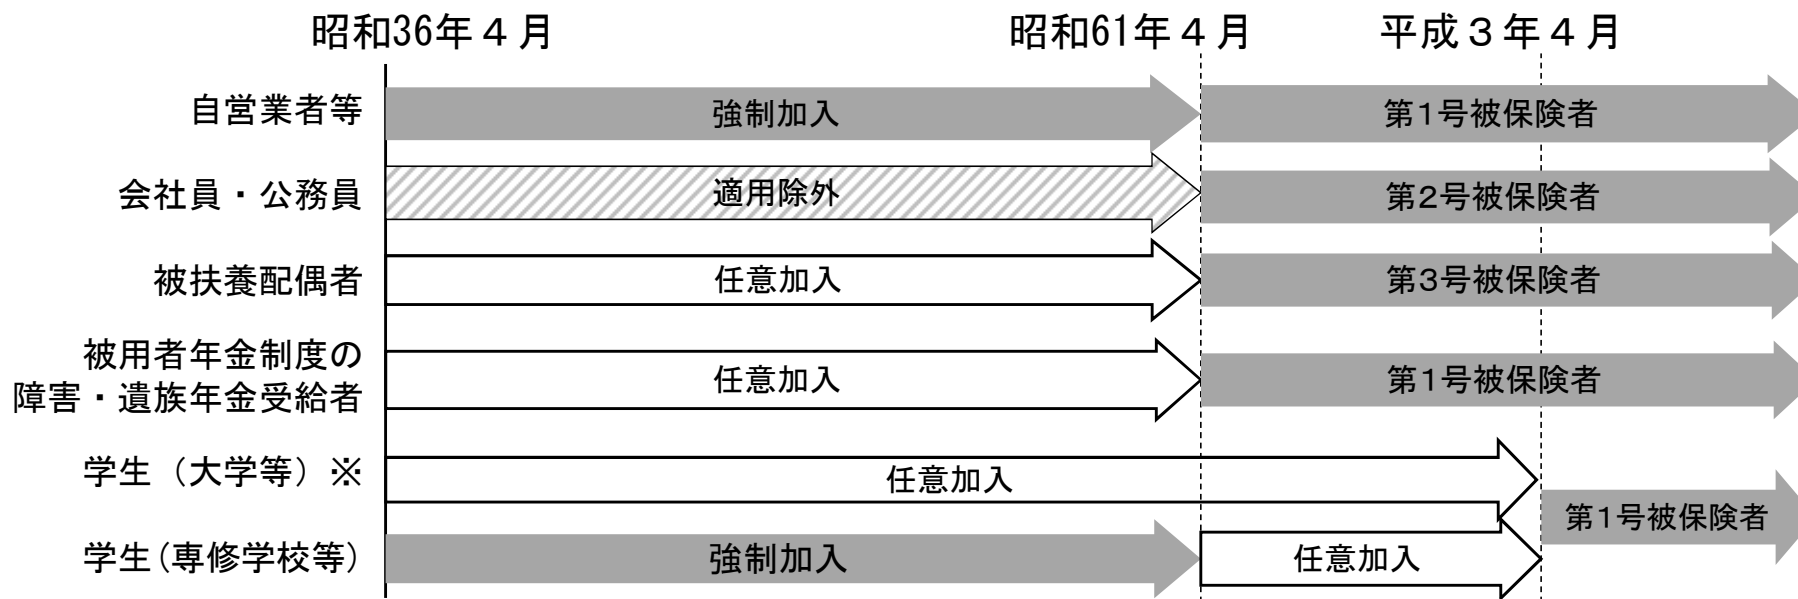 昭和36年4月 昭和61年4月 平成3年4月
自営業者等 強制加入 第1号被保険者
会社員・公務員 適用除外 第2号被保険者
被扶養配偶者 任意加入 第3号被保険者
被用者年金制度の
障害・遺族年金受給者 任意加入 第1号被保険者
学生（大学等）※ 任意加入
第1号被保険者
学生(専修学校等) 強制加入 任意加入